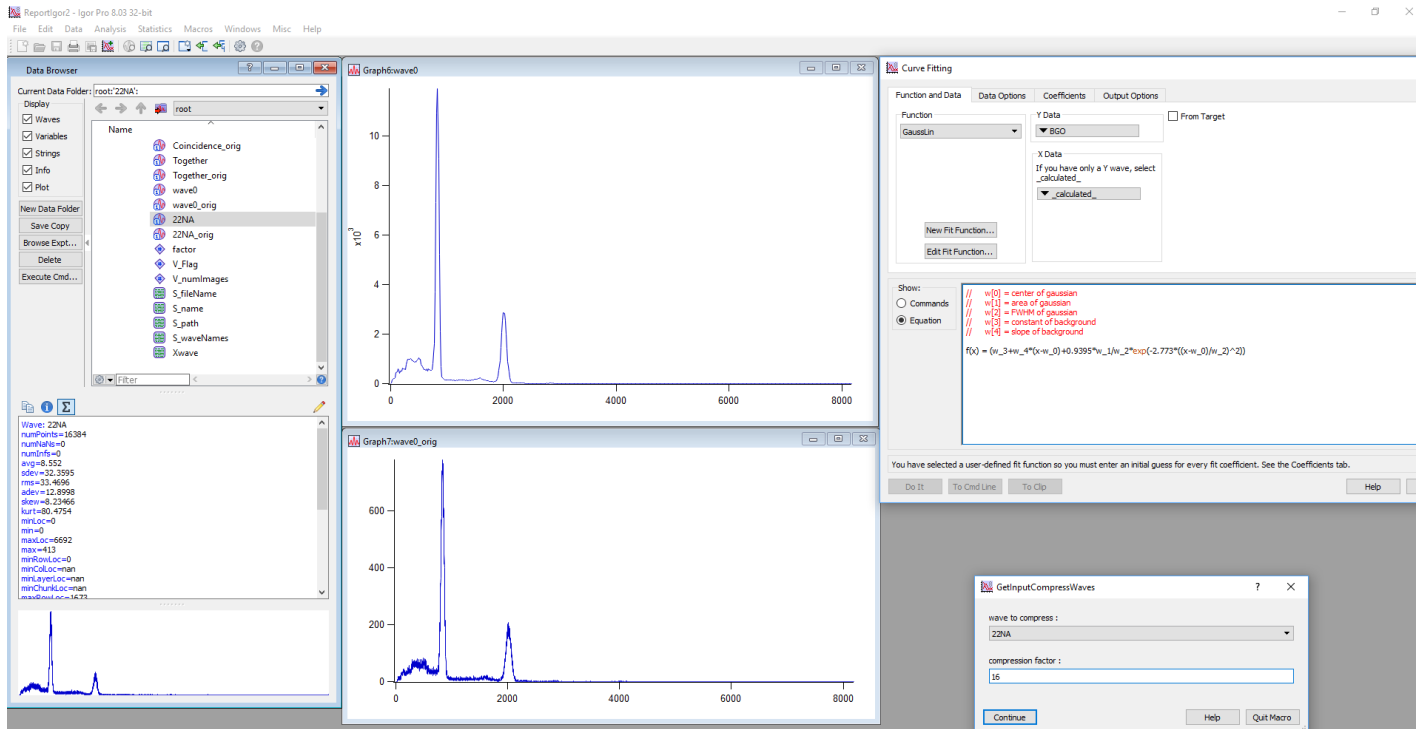 ReportIgor2 - Igor Pro 8.03 32-bit
File Edit Data Analysis Statistics Macros Windows Misc Help
Data Browser
Current Data Folder: root:'22NA':
Display
Waves
Variables
Strings
Info
Plot
New Data Folder
Save Copy
Browse Expt...
Delete
Execute Cmd...
root
Name
Coincidence_orig
Together
Together_orig
wave0
wave0_orig
22NA
22NA_orig
factor
V_Flag
V_numImages
S_fileName
S_name
S_path
S_waveNames
Xwave
Filter
Wave: 22NA
numPoints=16384
numNaNs=0
numInfs=0
avg=8.552
sdev=32.3595
rms=33.4696
adev=12.8998
skew=8.23466
kurt=80.4754
minLoc=0
min=0
maxLoc=6692
max=413
minRowLoc=0
minColLoc=nan
minLayerLoc=nan
minChunkLoc=nan
maxRowLoc=1673
Graph6:wave0
10
8
6
4
2
0
x10³
0 2000 4000 6000 8000
Graph7:wave0_orig
600
400
200
0
0 2000 4000 6000 8000
Curve Fitting
Function and Data Data Options Coefficients Output Options
Function
GaussLin
New Fit Function...
Edit Fit Function...
Y Data
BGO
From Target
X Data
If you have only a Y wave, select
_calculated_
_calculated_
Show:
Commands
Equation
// w[0] = center of gaussian
// w[1] = area of gaussian
// w[2] = FWHM of gaussian
// w[3] = constant of background
// w[4] = slope of background
f(x) = (w_3+w_4*(x-w_0)+0.9395*w_1/w_2*exp(-2.773*((x-w_0)/w_2)^2))
You have selected a user-defined fit function so you must enter an initial guess for every fit coefficient. See the Coefficients tab.
Do It To Cmd Line To Clip Help
GetInputCompressWaves
wave to compress :
22NA
compression factor :
16
Continue Help Quit Macro